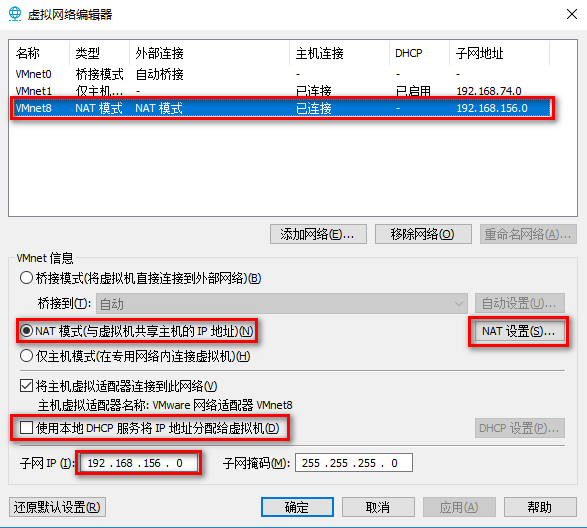 虚拟网络编辑器
名称 类型 外部连接 主机连接 DHCP 子网地址
VMnet0 桥接模式 自动桥接 - - -
VMnet1 仅主机... - 已连接 已启用 192.168.74.0
VMnet8 NAT 模式 NAT 模式 已连接 - 192.168.156.0
添加网络(E)... 移除网络(O) 重命名网络(A)...
VMnet 信息
桥接模式(将虚拟机直接连接到外部网络)(B)
桥接到(T): 自动 自动设置(U)...
NAT 模式(与虚拟机共享主机的 IP 地址)(N) NAT 设置(S)...
仅主机模式(在专用网络内连接虚拟机)(H)
将主机虚拟适配器连接到此网络(V)
主机虚拟适配器名称: VMware 网络适配器 VMnet8
使用本地 DHCP 服务将 IP 地址分配给虚拟机(D) DHCP 设置(P)...
子网 IP (I): 192 .168 .156 . 0 子网掩码(M): 255 .255 .255 . 0
还原默认设置(R) 确定 取消 应用(A) 帮助